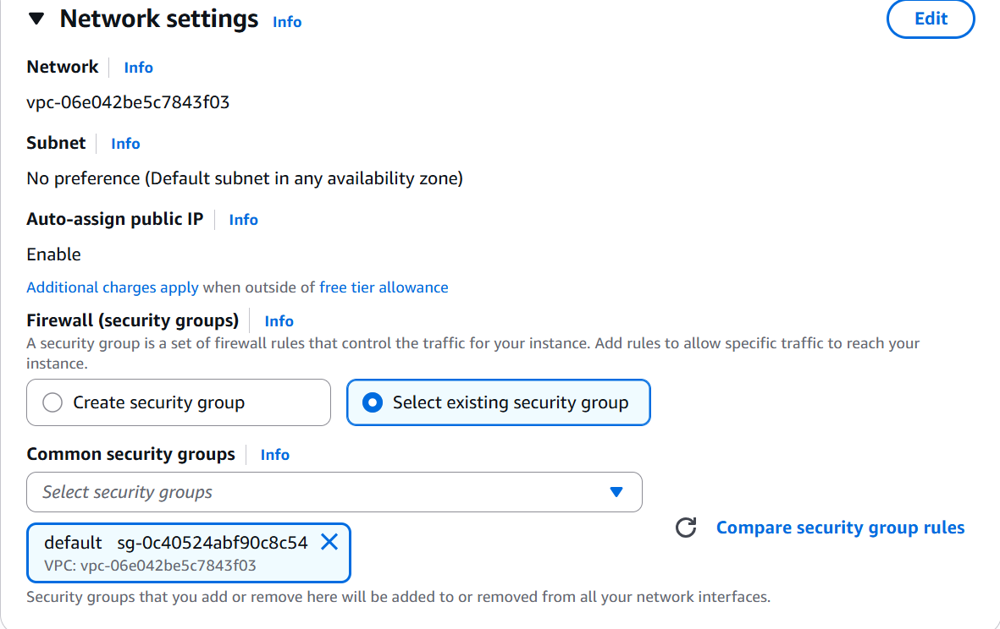 Network settings Info Edit
Network Info
vpc-06e042be5c7843f03
Subnet Info
No preference (Default subnet in any availability zone)
Auto-assign public IP Info
Enable
Additional charges apply when outside of free tier allowance
Firewall (security groups) Info
A security group is a set of firewall rules that control the traffic for your instance. Add rules to allow specific traffic to reach your
instance.
Create security group Select existing security group
Common security groups Info
Select security groups
Compare security group rules
default sg-0c40524abf90c8c54
VPC: vpc-06e042be5c7843f03
Security groups that you add or remove here will be added to or removed from all your network interfaces.